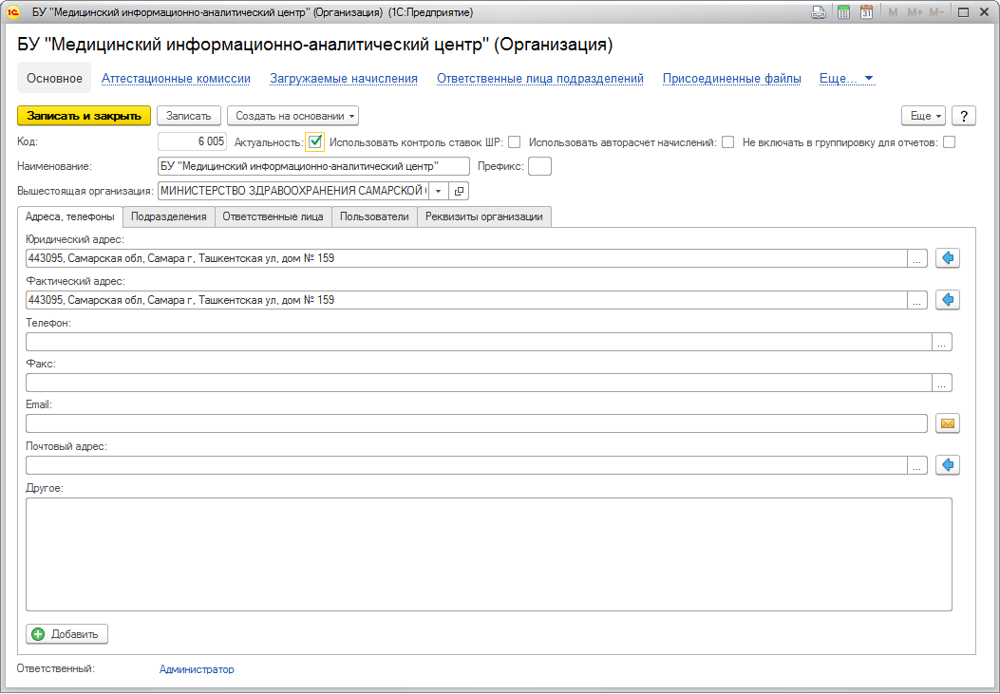 БУ "Медицинский информационно-аналитический центр" (Организация) (1С:Предприятие)
31 M M+ M-
БУ "Медицинский информационно-аналитический центр" (Организация)
Основное Аттестационные комиссии Загружаемые начисления Ответственные лица подразделений Присоединенные файлы Еще...
Записать и закрыть Записать Создать на основании Еще ?
Код: 6 005 Актуальность: Использовать контроль ставок ШР: Использовать авторасчет начислений: Не включать в группировку для отчетов:
Наименование: БУ "Медицинский информационно-аналитический центр" Префикс:
Вышестоящая организация: МИНИСТЕРСТВО ЗДРАВООХРАНЕНИЯ САМАРСКОЙ
Адреса, телефоны Подразделения Ответственные лица Пользователи Реквизиты организации
Юридический адрес:
443095, Самарская обл, Самара г, Ташкентская ул, дом № 159 ...
Фактический адрес:
443095, Самарская обл, Самара г, Ташкентская ул, дом № 159 ...
Телефон:
...
Факс:
...
Email:
Почтовый адрес:
...
Другое:
Добавить
Ответственный: Администратор